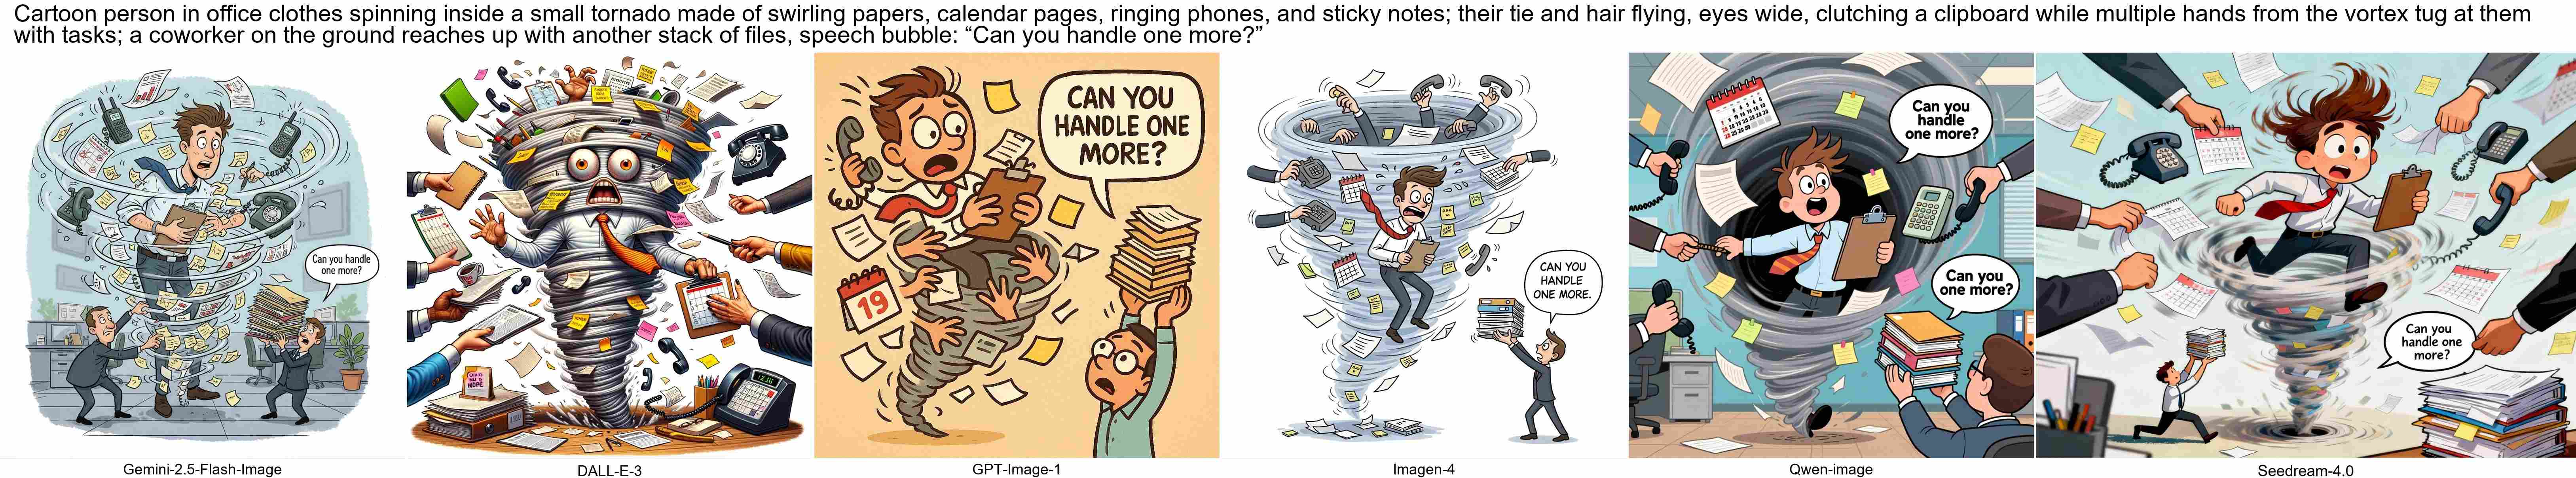 Cartoon person in office clothes spinning inside a small tornado made of swirling papers, calendar pages, ringing phones, and sticky notes; their tie and hair flying, eyes wide, clutching a clipboard while multiple hands from the vortex tug at them
with tasks; a coworker on the ground reaches up with another stack of files, speech bubble: “Can you handle one more?”
Can you handle
one more?
NOPE
CAN YOU
HANDLE ONE
MORE?
19
CAN YOU
HANDLE
ONE MORE.
Can you
handle
one more?
Can you
one more?
Can you
handle one
more?
Gemini-2.5-Flash-Image
DALL-E-3
GPT-Image-1
Imagen-4
Qwen-image
Seedream-4.0